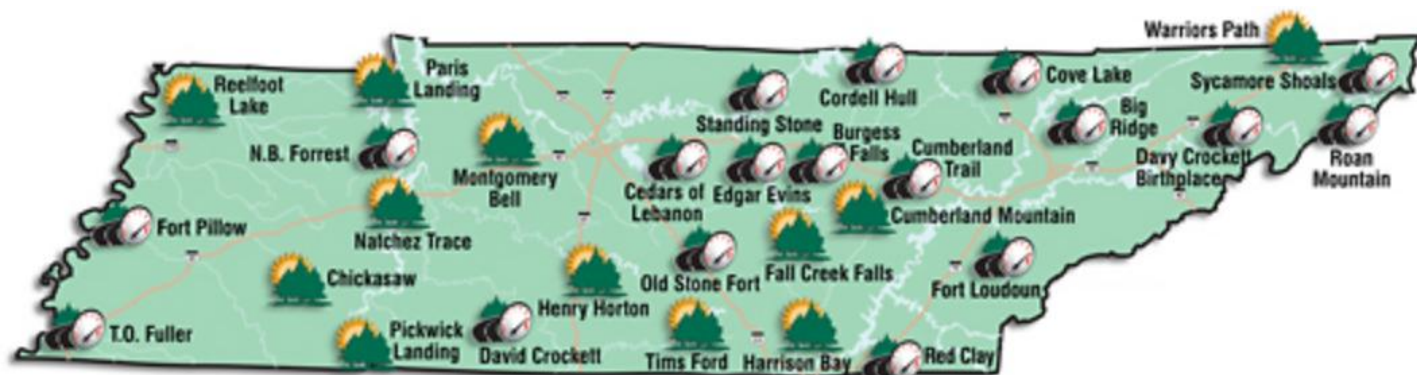 Warriors Path
Reelfoot
Lake
Paris
Landing
Cordell Hull
Cove Lake
Sycamore Shoals
Standing Stone
Big
Ridge
N.B. Forrest
Montgomery
Bell
Cedars of
Lebanon
Edgar Evins
Burgess
Falls
Cumberland
Trail
Davy Crockett
Birthplace
Roan
Mountain
Fort Pillow
Natchez Trace
Cumberland Mountain
Chickasaw
Henry Horton
Old Stone Fort
Fall Creek Falls
Fort Loudoun
T.O. Fuller
Pickwick
Landing
David Crockett
Tims Ford
Harrison Bay
Red Clay